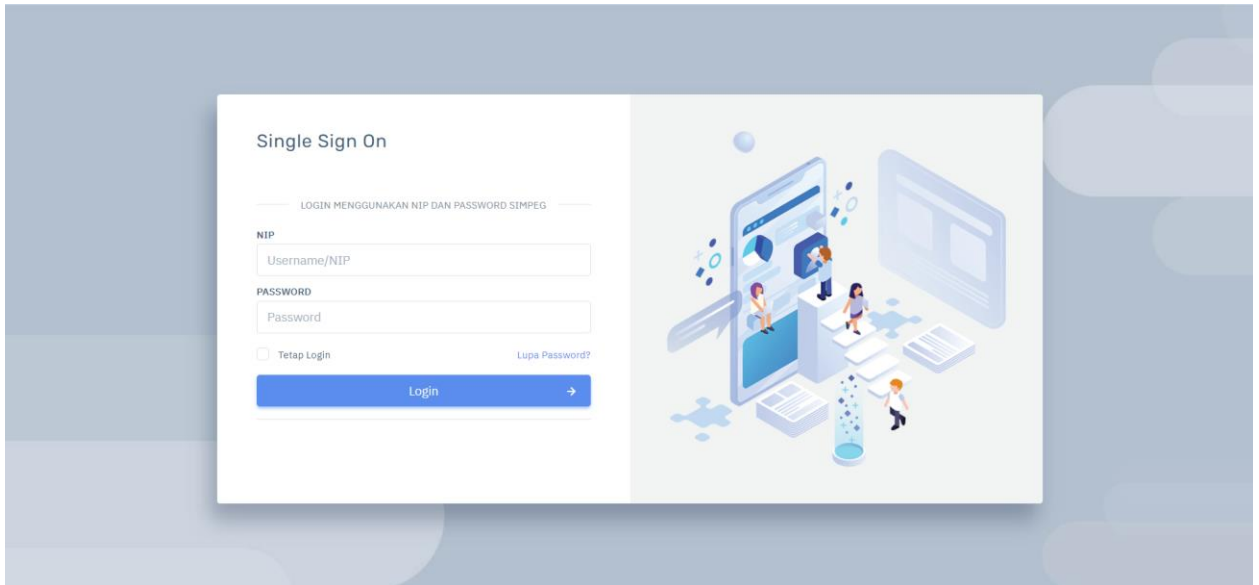 Single Sign On
LOGIN MENGGUNAKAN NIP DAN PASSWORD SIMPEG
NIP
Username/NIP
PASSWORD
Password
Tetap Login
Lupa Password?
Login